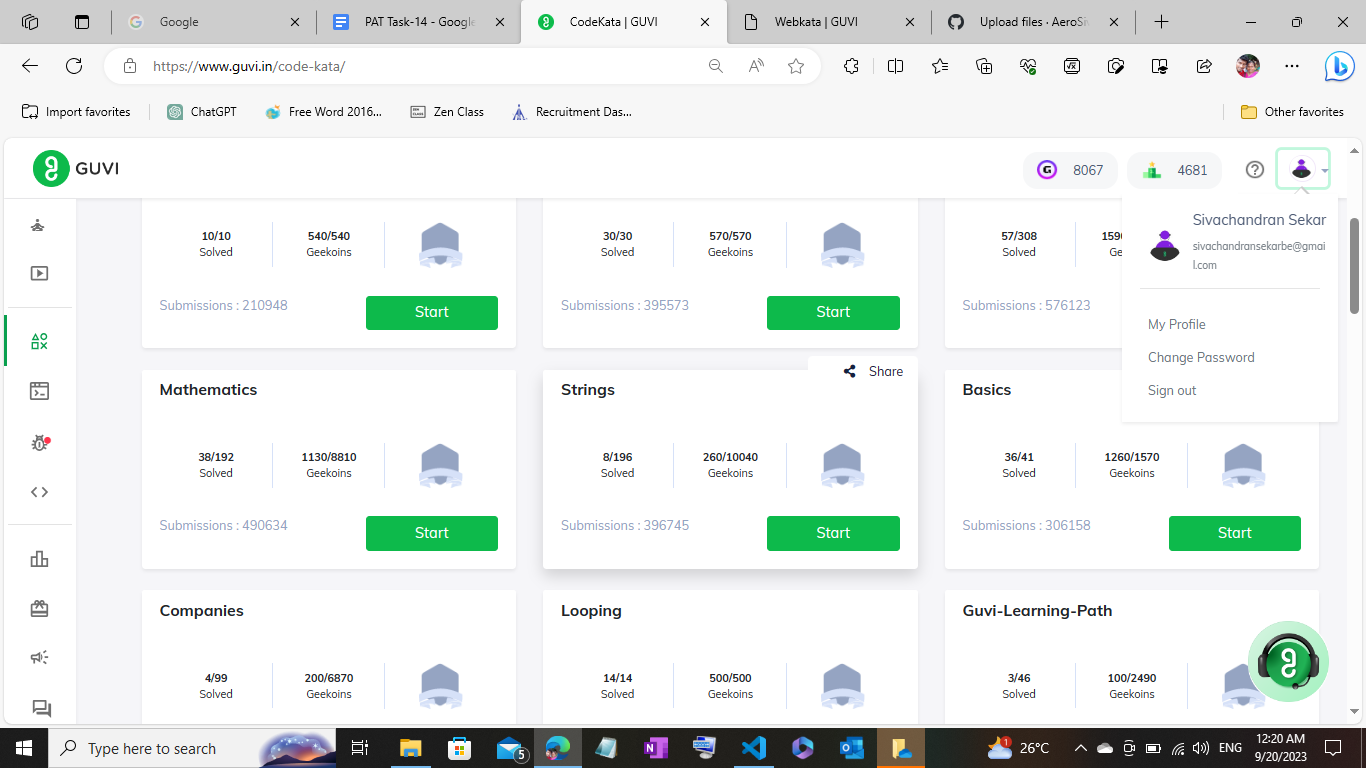 Google
PAT Task-14 - Google
CodeKata | GUVI
Webkata | GUVI
Upload files · AeroSiv
https://www.guvi.in/code-kata/
Import favorites
ChatGPT
Free Word 2016...
Zen Class
Recruitment Das...
Other favorites
GUVI
8067
4681
Sivachandran Sekar
sivachandransekarbe@gmai
l.com
My Profile
Change Password
Sign out
10/10
Solved
540/540
Geekoins
Submissions : 210948
Start
30/30
Solved
570/570
Geekoins
Submissions : 395573
Start
57/308
Solved
1590
Ge
Submissions : 576123
Mathematics
38/192
Solved
1130/8810
Geekoins
Submissions : 490634
Start
Share
Strings
8/196
Solved
260/10040
Geekoins
Submissions : 396745
Start
Basics
36/41
Solved
1260/1570
Geekoins
Submissions : 306158
Start
Companies
4/99
Solved
200/6870
Geekoins
Looping
14/14
Solved
500/500
Geekoins
Guvi-Learning-Path
3/46
Solved
100/2490
Geekoins
Type here to search
5
1
26°C
ENG
12:20 AM
9/20/2023